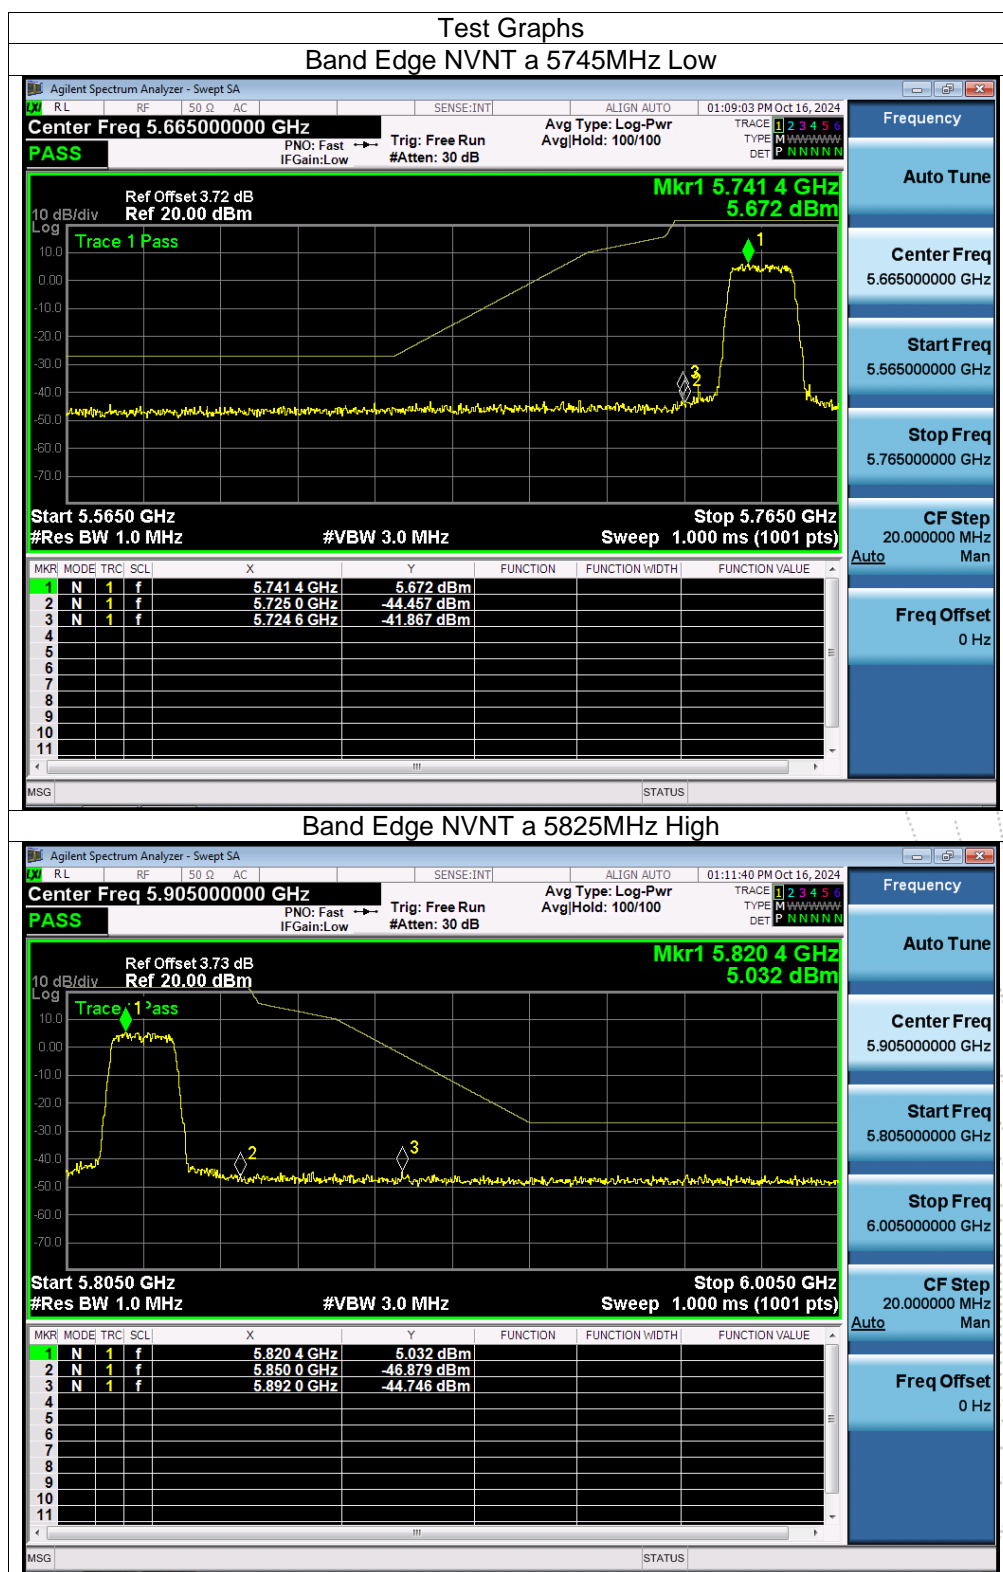 Test Graphs
Band Edge NVNT a 5745MHz Low
Agilent Spectrum Analyzer - Swept SA
LXI RL RF 50 Ω AC SENSE:INT ALIGN AUTO 01:09:03 PM Oct 16, 2024
Center Freq 5.665000000 GHz
Avg Type: Log-Pwr
TRACE 1 2 3 4 5 6
PASS
PNO: Fast
Trig: Free Run
Avg|Hold: 100/100
TYPE M WWWWW
IFGain:Low
#Atten: 30 dB
DET P N N N N N
Frequency
Auto Tune
Mkr1 5.741 4 GHz
Ref Offset 3.72 dB
10 dB/div
Ref 20.00 dBm
5.672 dBm
Log
Trace 1 Pass
1
10.0
0.00
-10.0
-20.0
-30.0
-40.0
-50.0
-60.0
-70.0
3
2
Center Freq
5.665000000 GHz
Start Freq
5.565000000 GHz
Stop Freq
5.765000000 GHz
Start 5.5650 GHz
Stop 5.7650 GHz
#Res BW 1.0 MHz
#VBW 3.0 MHz
Sweep 1.000 ms (1001 pts)
CF Step
20.000000 MHz
Auto Man
MKR MODE TRC SCL X Y FUNCTION FUNCTION WIDTH FUNCTION VALUE
1 N 1 f 5.741 4 GHz 5.672 dBm
2 N 1 f 5.725 0 GHz -44.457 dBm
3 N 1 f 5.724 6 GHz -41.867 dBm
4
5
6
7
8
9
10
11
Freq Offset
0 Hz
MSG STATUS
Band Edge NVNT a 5825MHz High
Agilent Spectrum Analyzer - Swept SA
LXI RL RF 50 Ω AC SENSE:INT ALIGN AUTO 01:11:40 PM Oct 16, 2024
Center Freq 5.905000000 GHz
Avg Type: Log-Pwr
TRACE 1 2 3 4 5 6
PASS
PNO: Fast
Trig: Free Run
Avg|Hold: 100/100
TYPE M WWWWW
IFGain:Low
#Atten: 30 dB
DET P N N N N N
Frequency
Auto Tune
Mkr1 5.820 4 GHz
Ref Offset 3.73 dB
10 dB/div
Ref 20.00 dBm
5.032 dBm
Log
Trace 1 Pass
10.0
0.00
-10.0
-20.0
-30.0
-40.0
-50.0
-60.0
-70.0
2
3
Center Freq
5.905000000 GHz
Start Freq
5.805000000 GHz
Stop Freq
6.005000000 GHz
Start 5.8050 GHz
Stop 6.0050 GHz
#Res BW 1.0 MHz
#VBW 3.0 MHz
Sweep 1.000 ms (1001 pts)
CF Step
20.000000 MHz
Auto Man
MKR MODE TRC SCL X Y FUNCTION FUNCTION WIDTH FUNCTION VALUE
1 N 1 f 5.820 4 GHz 5.032 dBm
2 N 1 f 5.850 0 GHz -46.879 dBm
3 N 1 f 5.892 0 GHz -44.746 dBm
4
5
6
7
8
9
10
11
Freq Offset
0 Hz
MSG STATUS